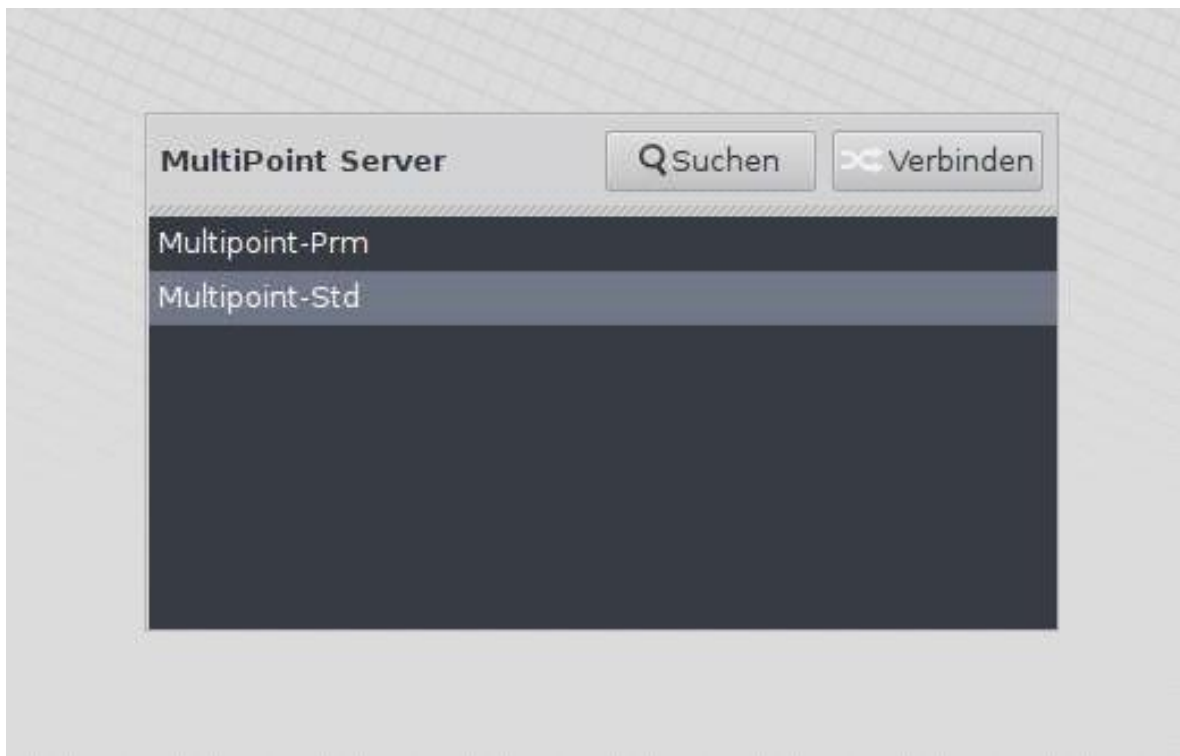 MultiPoint Server
Suchen
Verbinden
Multipoint-Prm
Multipoint-Std